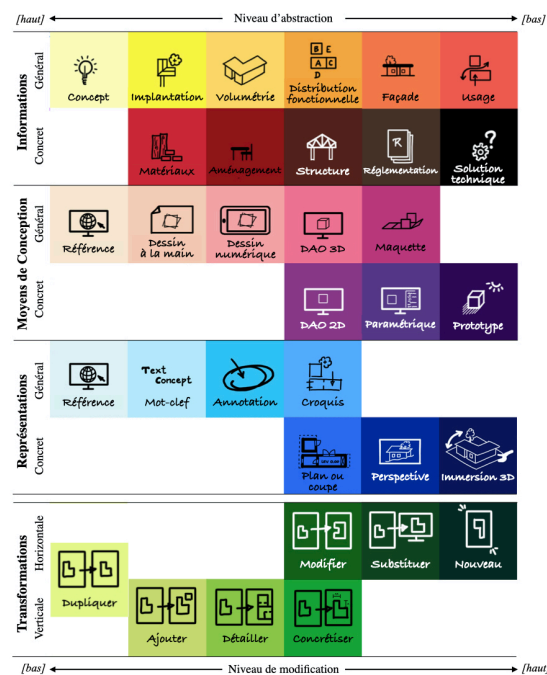 [haut] Niveau d'abstraction [bas]
Informations
Général
Concept
Implantation
Volumétrie
B E
A C
D
Distribution
fonctionnelle
Façade
Usage
Concret
Matériaux
Aménagement
Structure
R
Réglementation
?
Solution
technique
Moyens de Conception
Général
Référence
Dessin
à la main
Dessin
numérique
DAO 3D
Maquette
Concret
DAO 2D
Paramétrique
Prototype
Représentations
Général
Référence
Text
Concept
Mot-clef
Annotation
Croquis
Concret
Plan ou
coupe
Perspective
Immersion 3D
Transformations
Horizontale
Dupliquer
Modifier
Substituer
Nouveau
Verticale
Ajouter
Détailler
Concrétiser
[bas] Niveau de modification [haut]